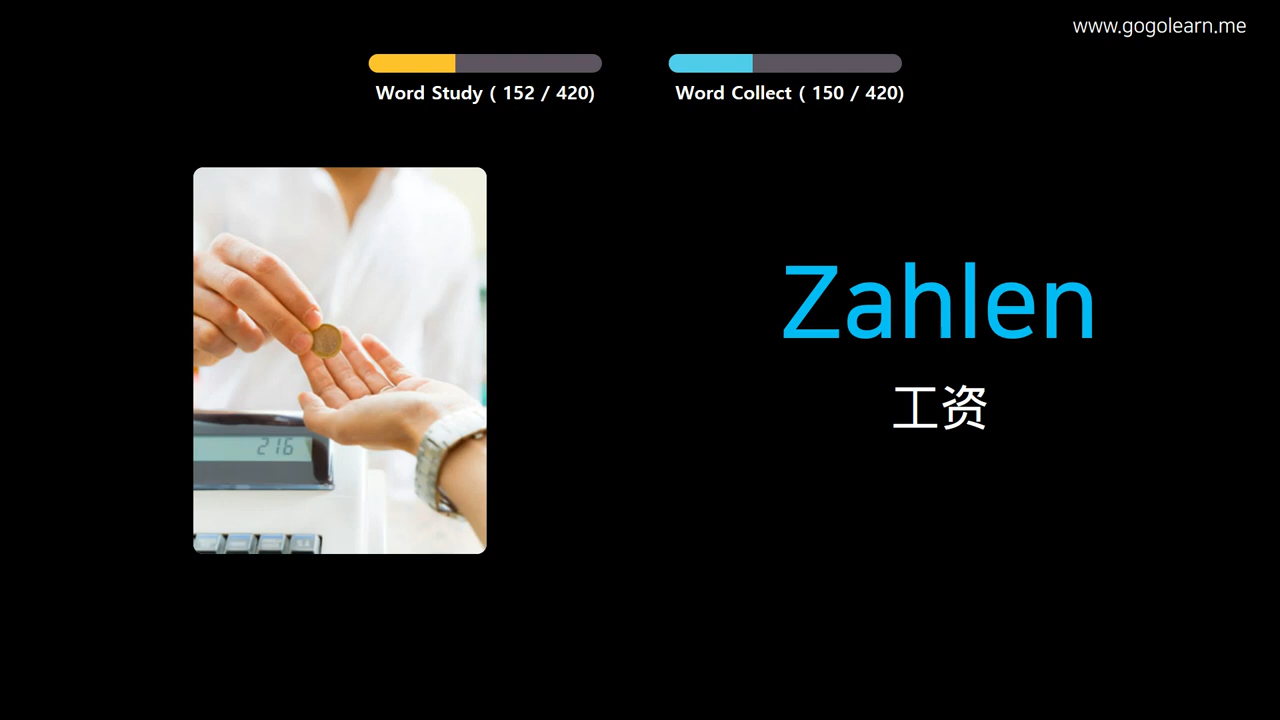 www.gogolearn.me
Word Study ( 152 / 420)
Word Collect ( 150 / 420)
Zahlen
工资
216